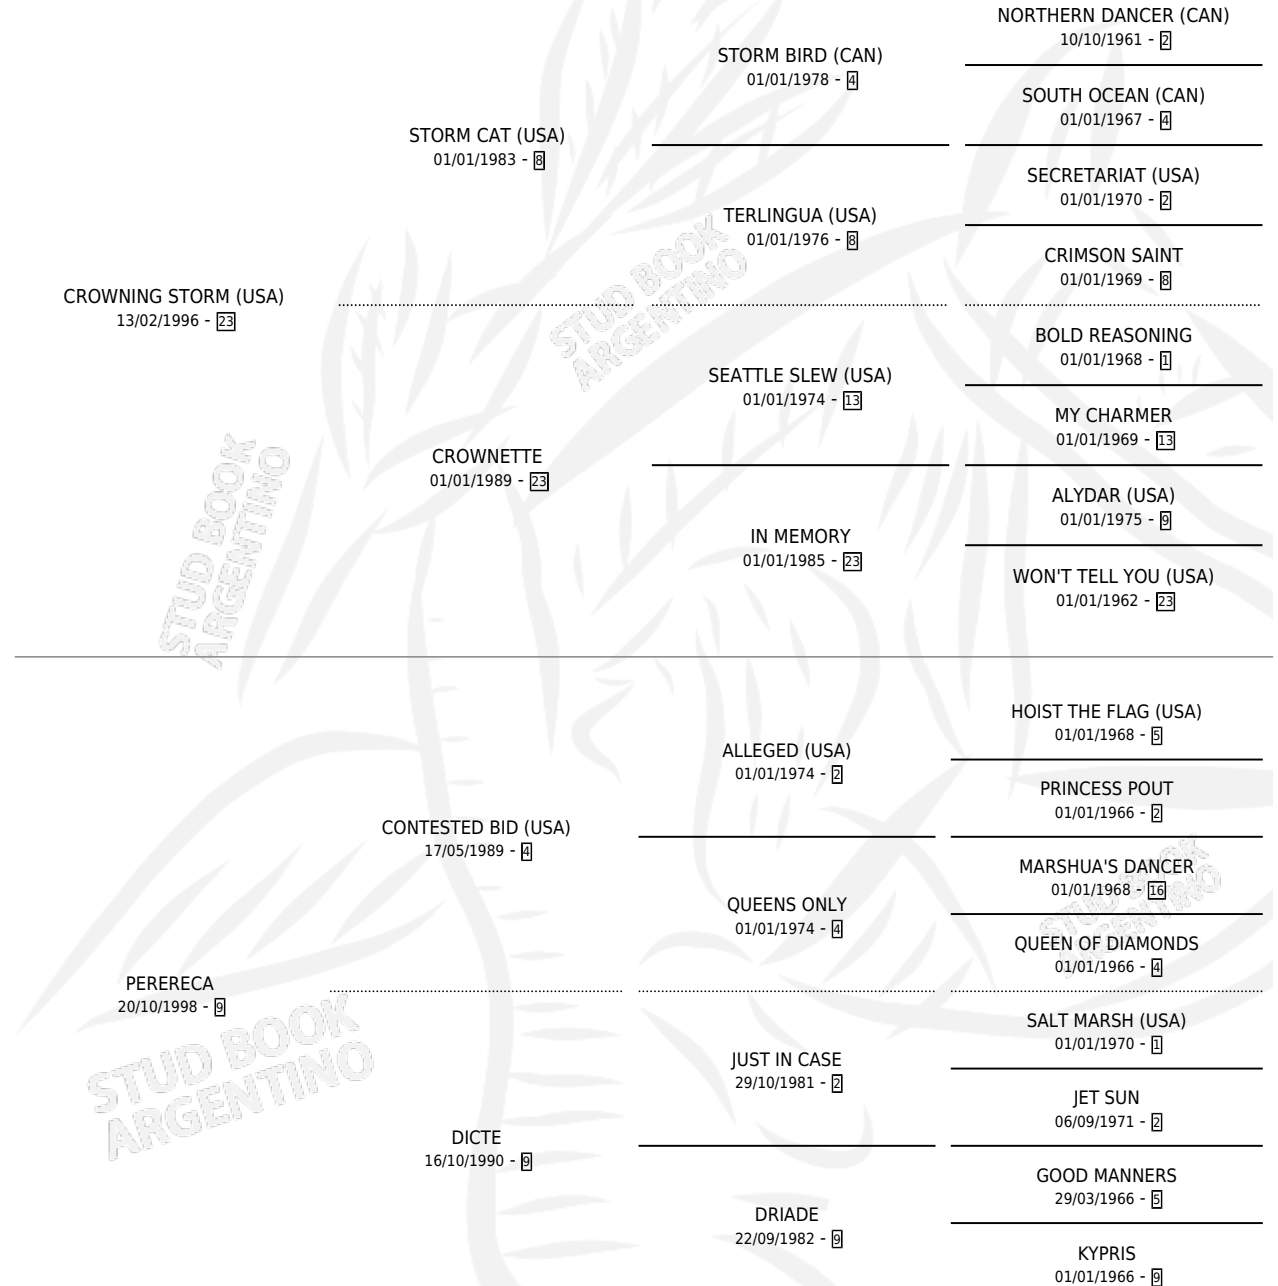 NORTHERN DANCER (CAN)
10/10/1961 - 2
STORM BIRD (CAN)
01/01/1978 - 4
SOUTH OCEAN (CAN)
01/01/1967 - 4
STORM CAT (USA)
01/01/1983 - 8
SECRETARIAT (USA)
01/01/1970 - 2
TERLINGUA (USA)
01/01/1976 - 8
CRIMSON SAINT
01/01/1969 - 8
CROWNING STORM (USA)
13/02/1996 - 23
STUD BOOK
ARGENTINO
BOLD REASONING
01/01/1968 - 1
SEATTLE SLEW (USA)
01/01/1974 - 13
MY CHARMER
01/01/1969 - 13
CROWNETTE
01/01/1989 - 23
ALYDAR (USA)
01/01/1975 - 9
IN MEMORY
01/01/1985 - 23
WON'T TELL YOU (USA)
01/01/1962 - 23
STUD BOOK
ARGENTINO
HOIST THE FLAG (USA)
01/01/1968 - 5
ALLEGED (USA)
01/01/1974 - 2
PRINCESS POUT
01/01/1966 - 2
CONTESTED BID (USA)
17/05/1989 - 4
MARSHUA'S DANCER
01/01/1968 - 16
QUEENS ONLY
01/01/1974 - 4
QUEEN OF DIAMONDS
01/01/1966 - 4
STUD BOOK
ARGENTINO
PERERECA
20/10/1998 - 9
SALT MARSH (USA)
01/01/1970 - 1
JUST IN CASE
29/10/1981 - 2
JET SUN
06/09/1971 - 2
STUD BOOK
ARGENTINO
DICTE
16/10/1990 - 9
GOOD MANNERS
29/03/1966 - 5
DRIADE
22/09/1982 - 9
KYPRIS
01/01/1966 - 9